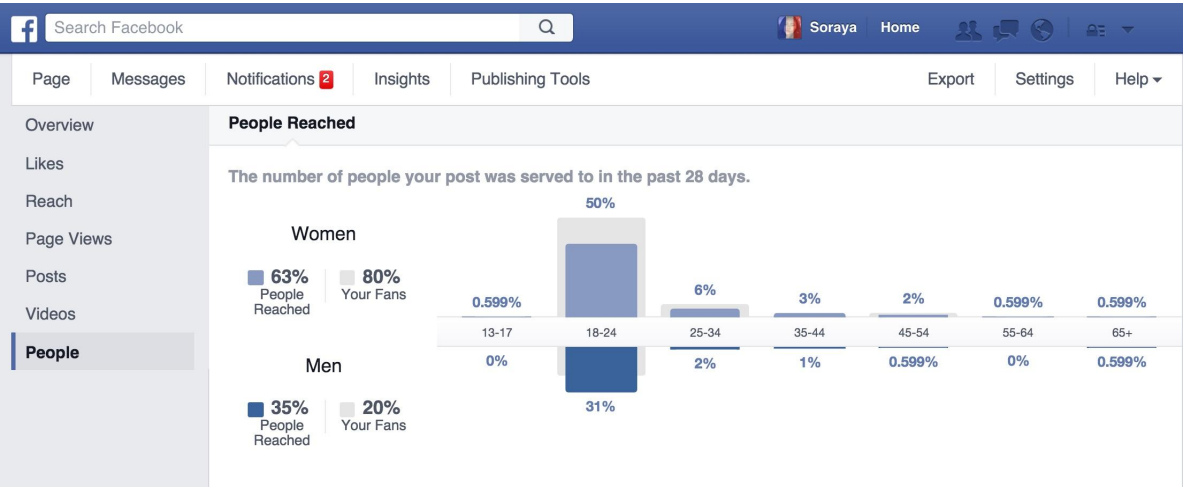 f Search Facebook Soraya Home
Page Messages Notifications 2 Insights Publishing Tools Export Settings Help
Overview
Likes
Reach
Page Views
Posts
Videos
People
People Reached
The number of people your post was served to in the past 28 days.
Women
63% 80%
People Your Fans
Reached
50%
0.599% 6% 3% 2% 0.599% 0.599%
13-17 18-24 25-34 35-44 45-54 55-64 65+
0% 2% 1% 0.599% 0% 0.599%
31%
Men
35% 20%
People Your Fans
Reached